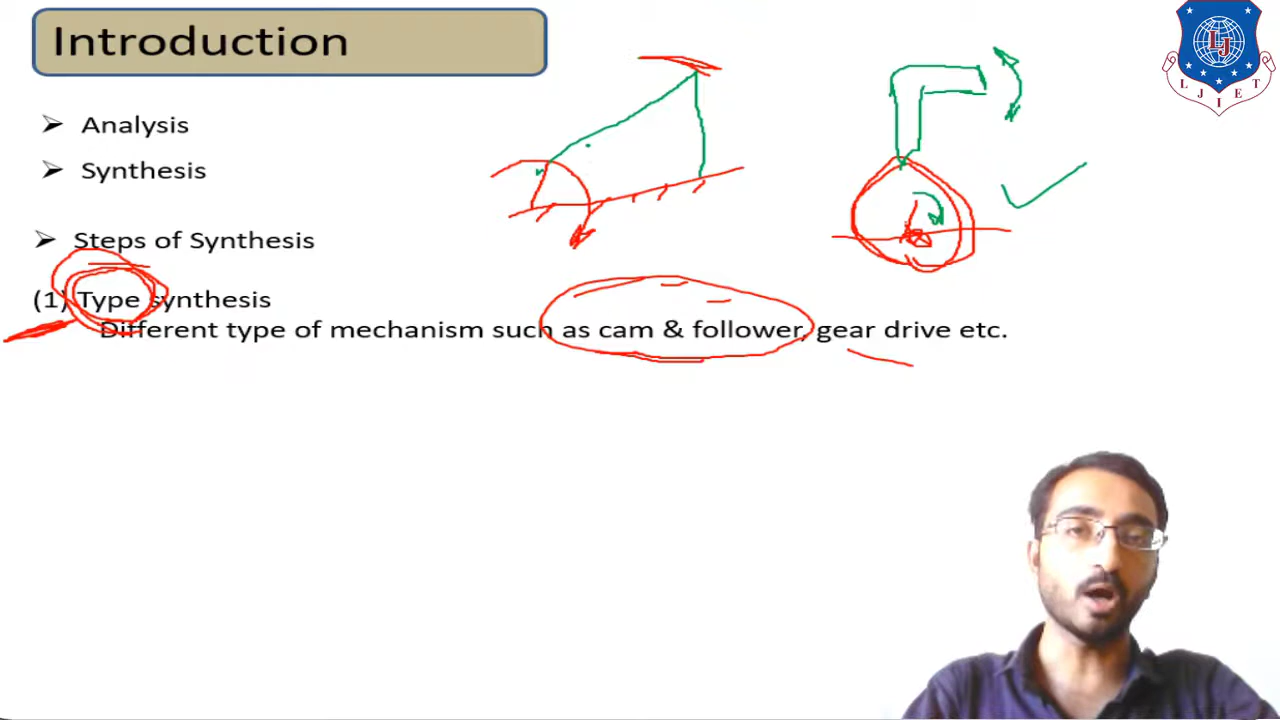 Introduction
LJ
L J I E T
➢ Analysis
➢ Synthesis
➢ Steps of Synthesis
(1) Type synthesis
Different type of mechanism such as cam & follower, gear drive etc.